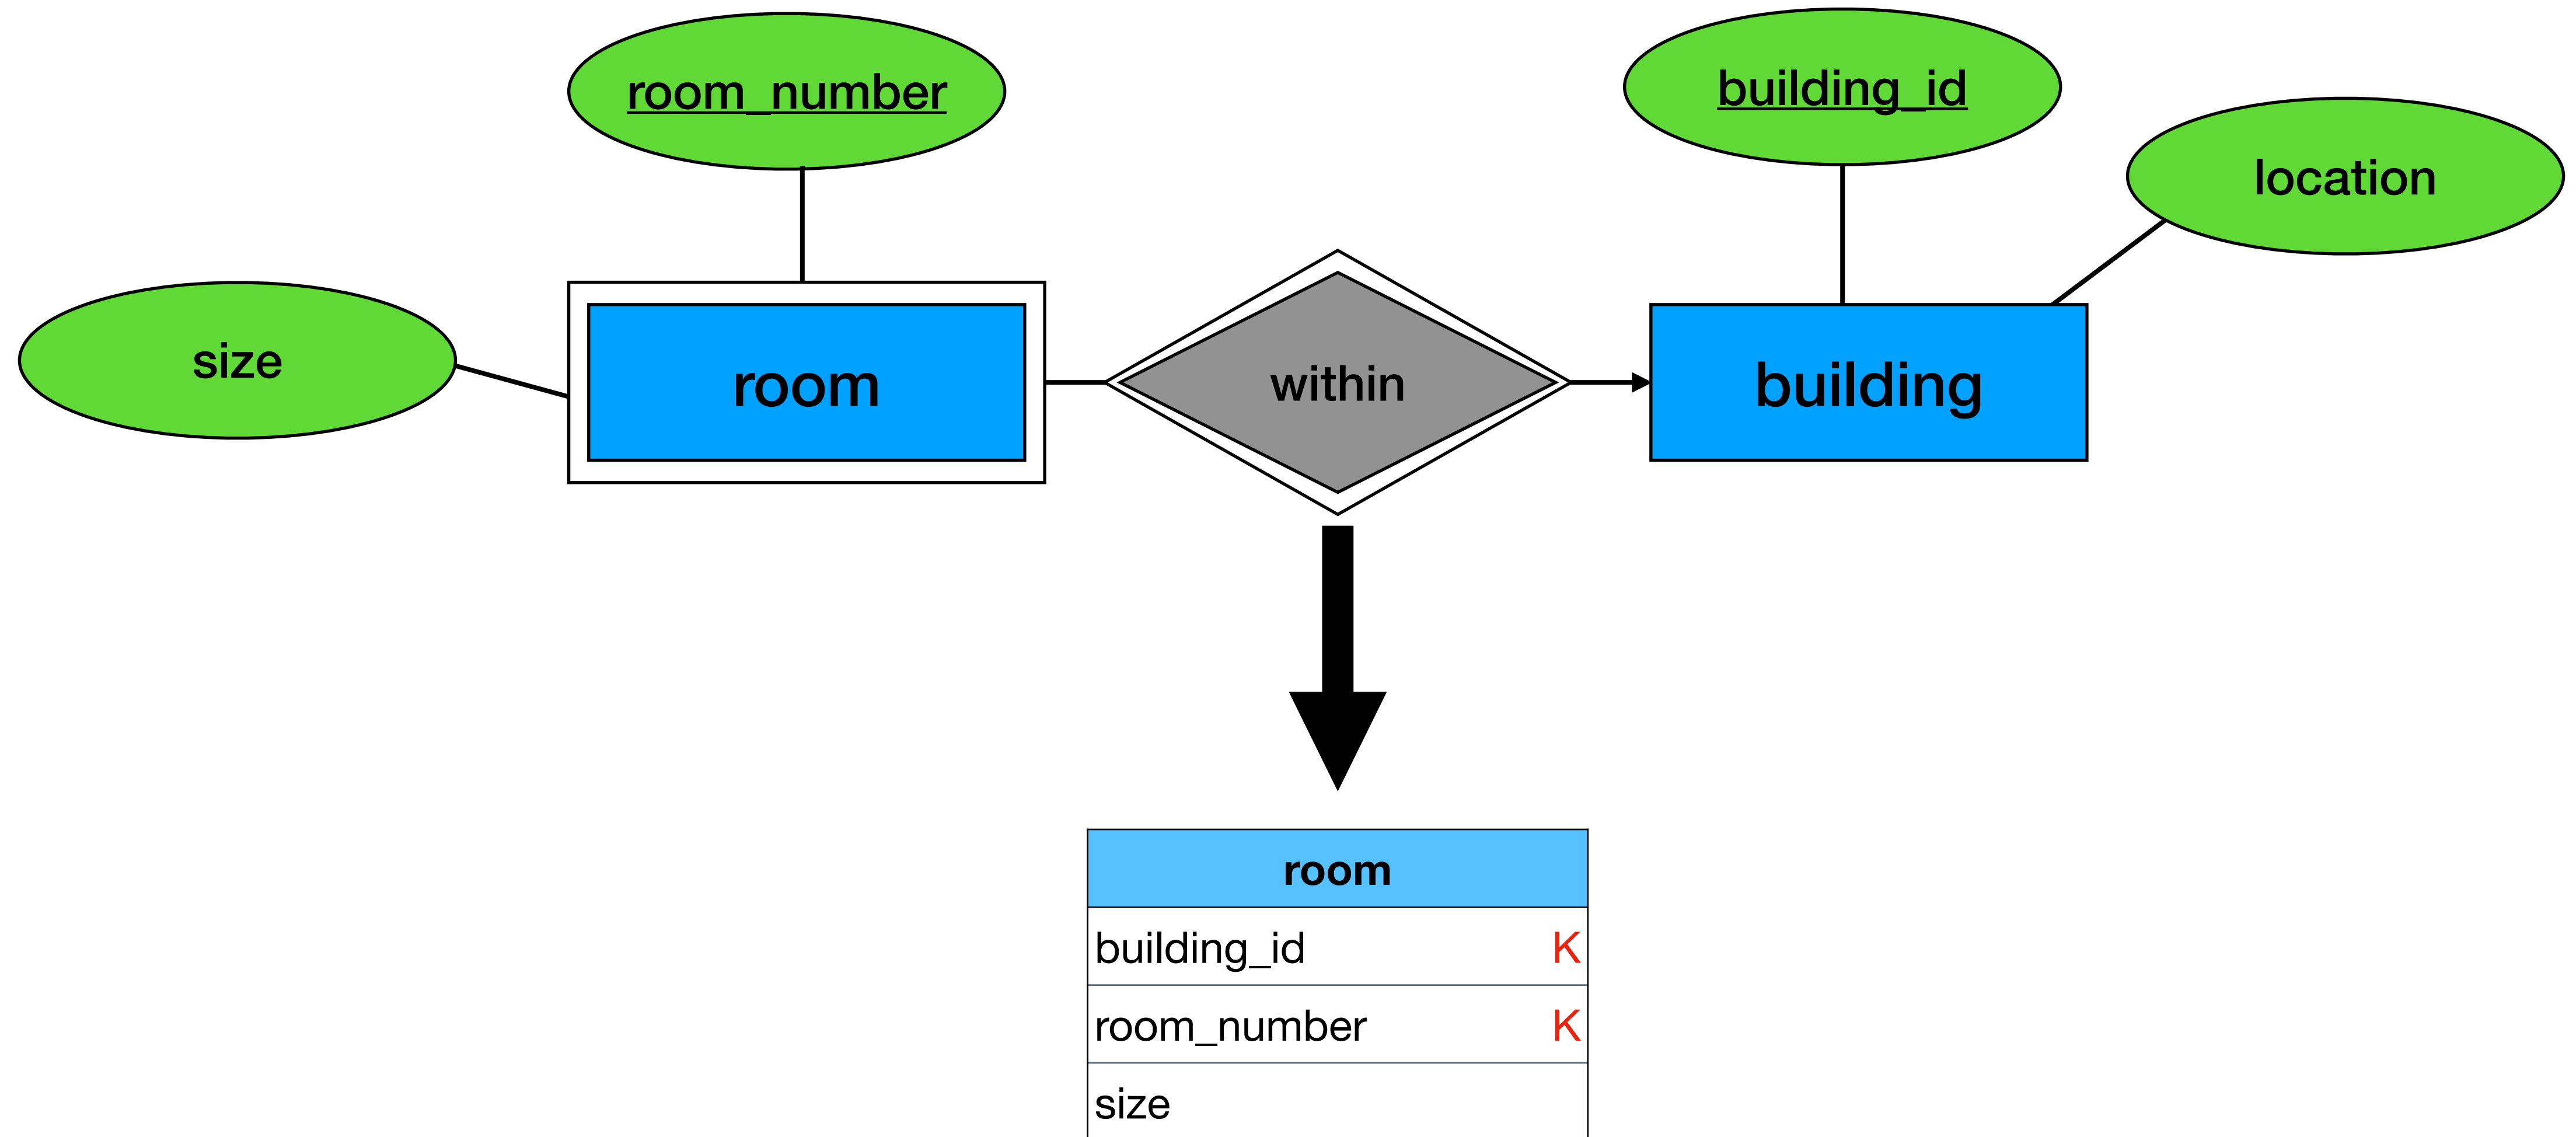 room_number
building_id
location
size
room
within
building
room
building_id K
room_number K
size